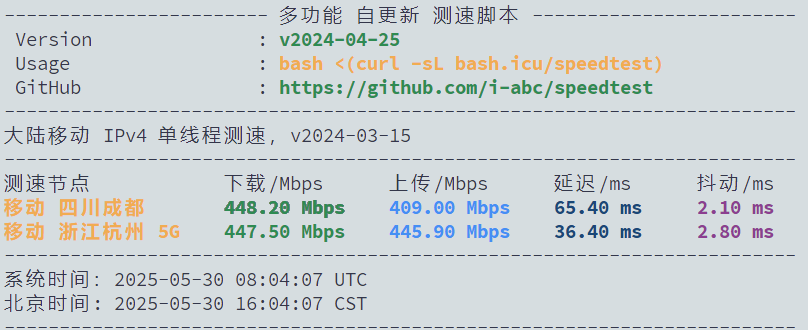 ---------------------- 多功能 自更新 测速脚本 ----------------------
Version : v2024-04-25
Usage : bash <(curl -sL bash.icu/speedtest)
GitHub : https://github.com/i-abc/speedtest
大陆移动 IPv4 单线程测速, v2024-03-15
测速节点 下载/Mbps 上传/Mbps 延迟/ms 抖动/ms
移动 四川成都 448.20 Mbps 409.00 Mbps 65.40 ms 2.10 ms
移动 浙江杭州 5G 447.50 Mbps 445.90 Mbps 36.40 ms 2.80 ms
系统时间: 2025-05-30 08:04:07 UTC
北京时间: 2025-05-30 16:04:07 CST